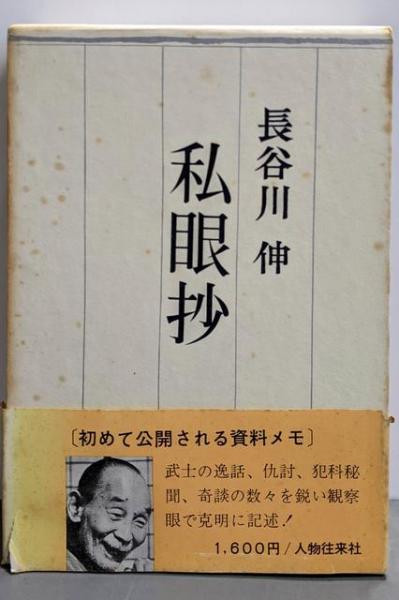 長谷川 伸
私眼抄
〔初めて公開される資料メモ〕
武士の逸話、仇討、犯科秘
聞、奇談の数々を鋭い観察
眼で克明に記述!
1,600円/人物往来社